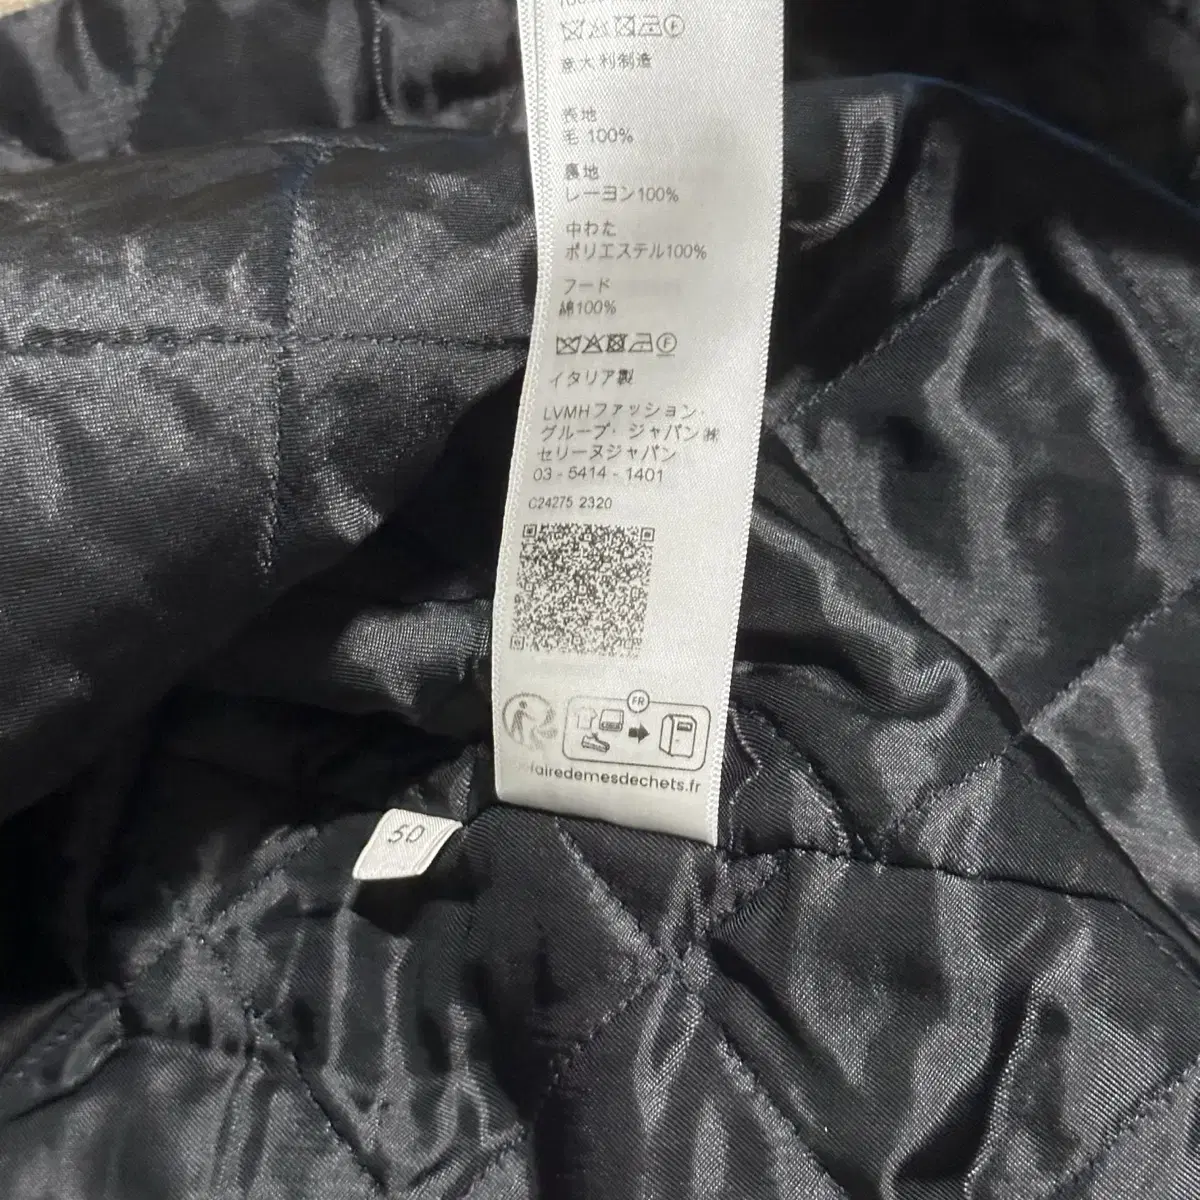 意大利制造
表地
毛 100%
裏地
レーヨン100%
中わた
ポリエステル100%
フード
綿100%
イタリア製
LVMHファッション・
グループ・ジャパン㈱
セリーヌジャパン
03 - 5414 - 1401
C24275 2320
FR
fairedemesdechets.fr
50